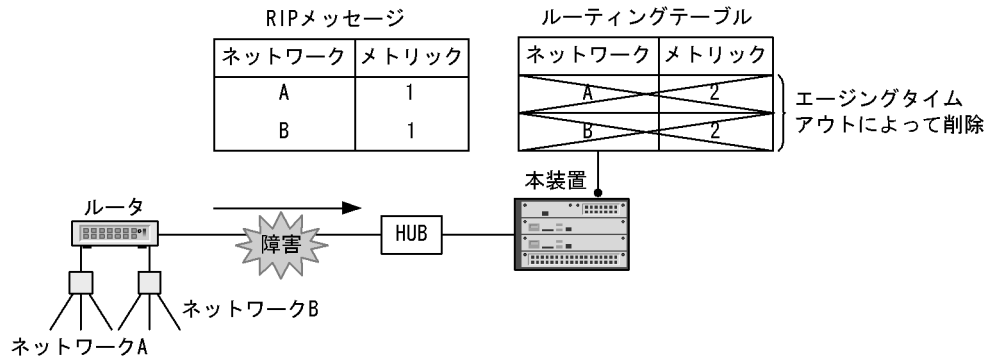 RIPメッセージ
ルーティングテーブル
ネットワーク メトリック
A 1
B 1
ネットワーク メトリック
A 2
B 2
エージングタイム
アウトによって削除
本装置
ルータ
障害
HUB
ネットワークB
ネットワークA